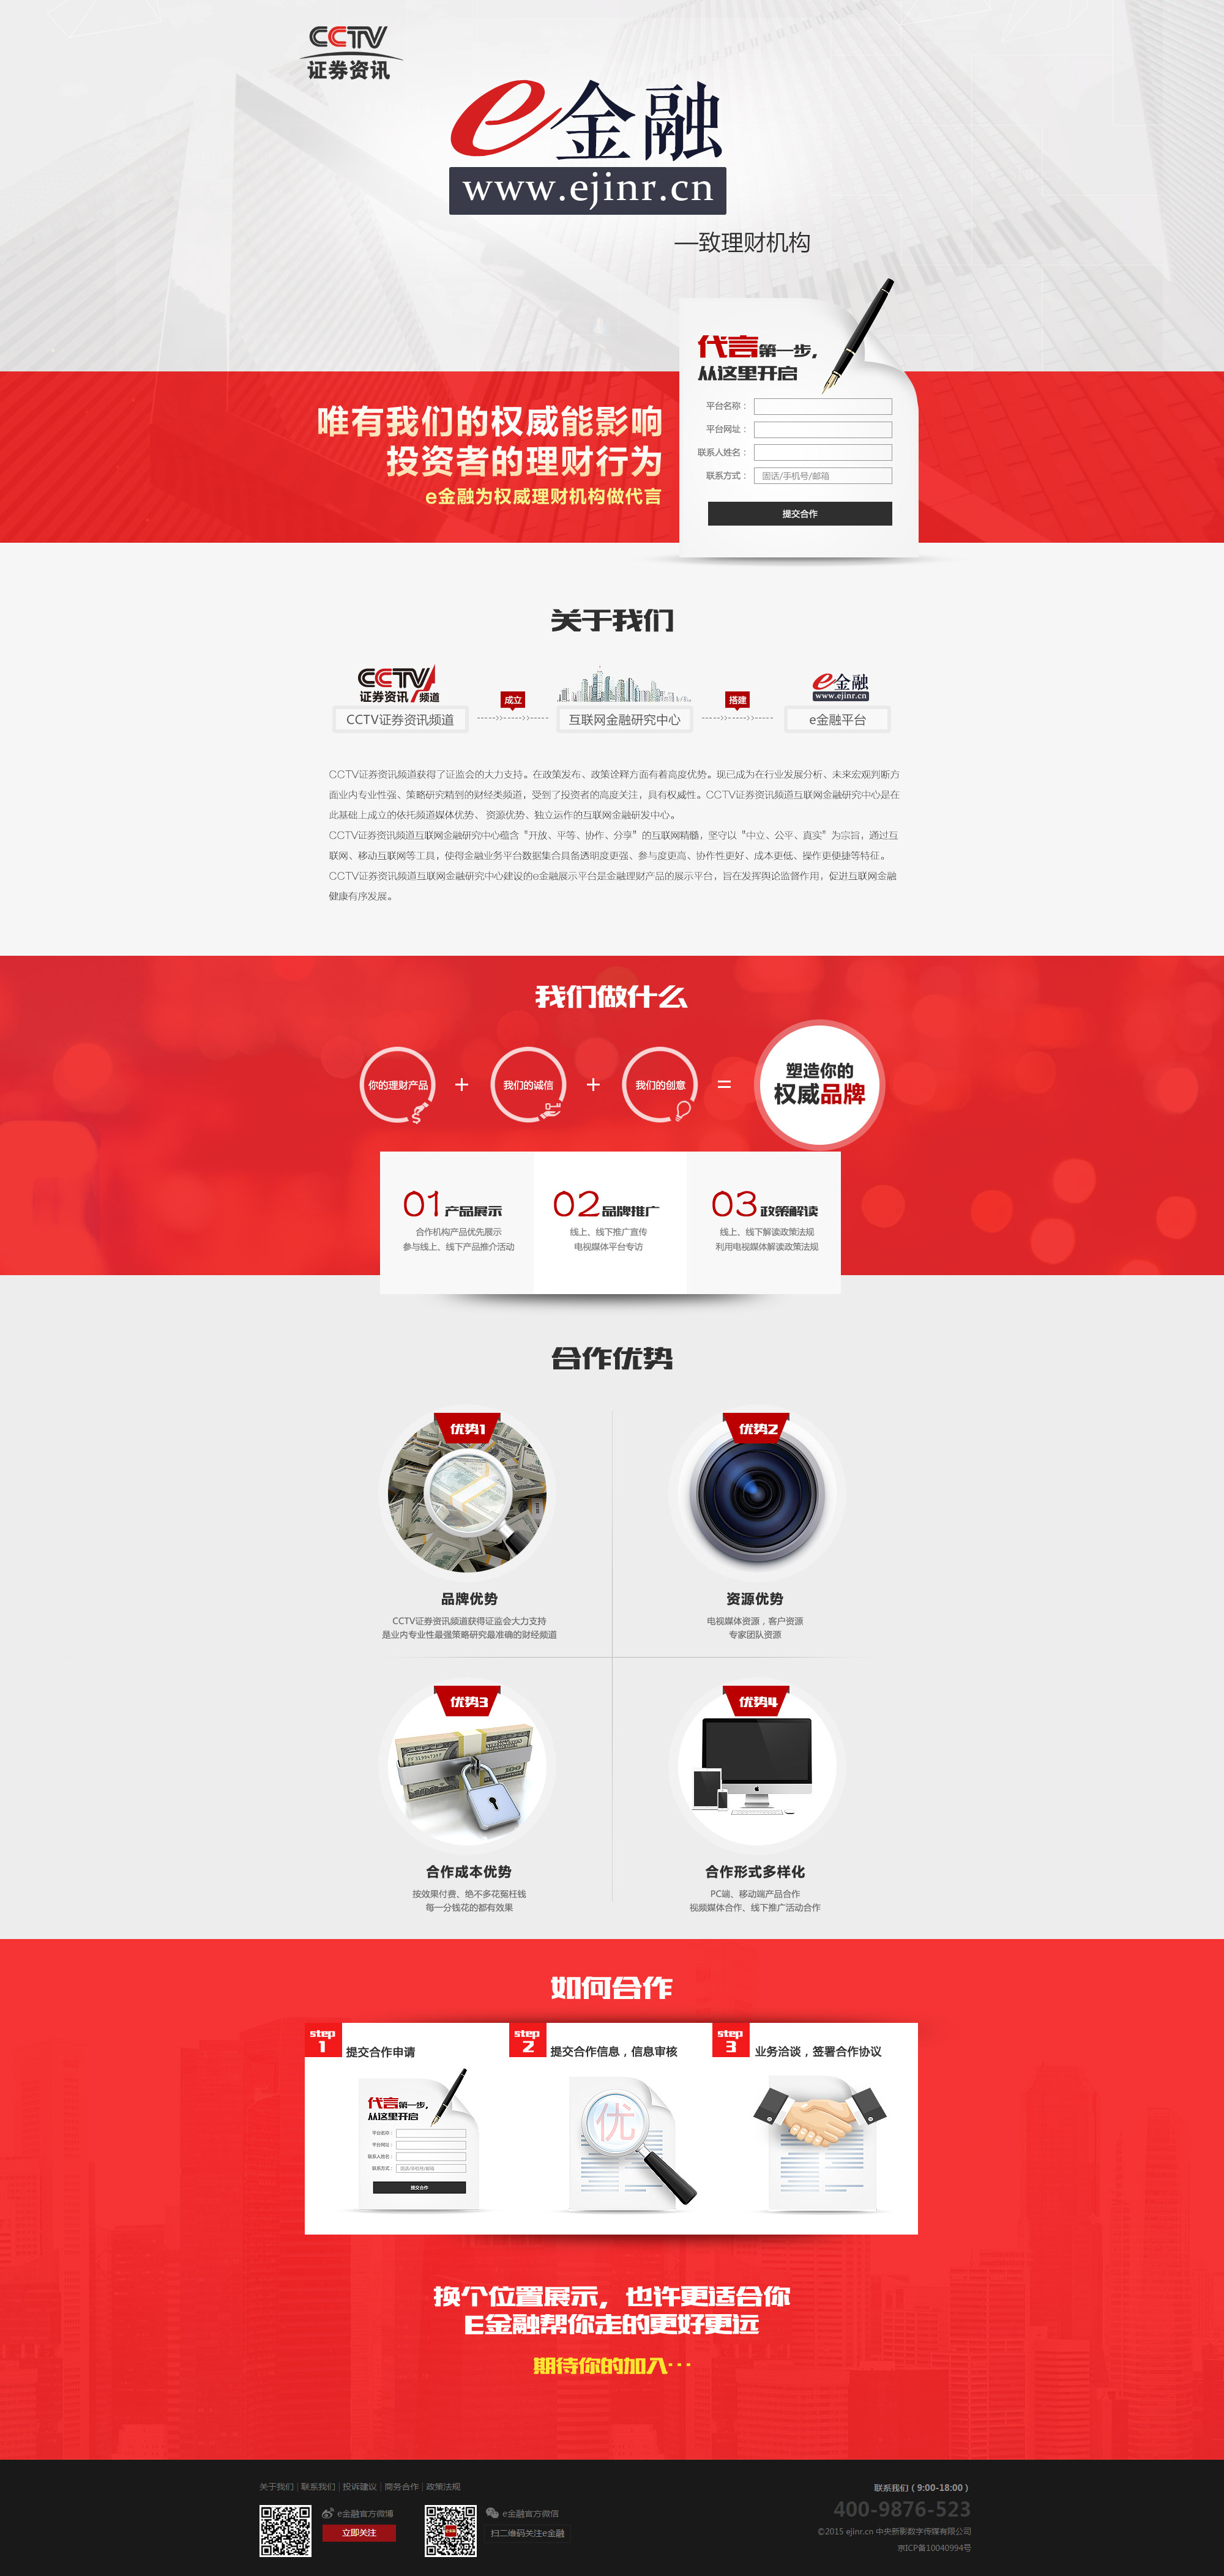 CCTV
证券资讯
e金融
www.ejinr.cn
—致理财机构
代言第一步,
从这里开启
平台名称：
平台网址：
联系人姓名：
联系方式： 固话/手机号/邮箱
提交合作
唯有我们的权威能影响
投资者的理财行为
e金融为权威理财机构做代言
关于我们
CCTV
证券资讯 频道
CCTV证券资讯频道
成立
互联网金融研究中心
搭建
e金融
www.ejinr.cn
e金融平台
CCTV证券资讯频道获得了证监会的大力支持。在政策发布、政策诠释方面有着高度优势。现已成为在行业发展分析、未来宏观判断方
面业内专业性强、策略研究精到的财经类频道，受到了投资者的高度关注，具有权威性。CCTV证券资讯频道互联网金融研究中心是在
此基础上成立的依托频道媒体优势、资源优势、独立运作的互联网金融研发中心。
CCTV证券资讯频道互联网金融研究中心蕴含“开放、平等、协作、分享”的互联网精髓，坚守以“中立、公平、真实”为宗旨，通过互
联网、移动互联网等工具，使得金融业务平台数据集合具备透明度更强、参与度更高、协作性更好、成本更低、操作更便捷等特征。
CCTV证券资讯频道互联网金融研究中心建设的e金融展示平台是金融理财产品的展示平台，旨在发挥舆论监督作用，促进互联网金融
健康有序发展。
我们做什么
你的理财产品 + 我们的诚信 + 我们的创意 =
塑造你的
权威品牌
01 产品展示
合作机构产品优先展示
参与线上、线下产品推介活动
02 品牌推广
线上、线下推广宣传
电视媒体平台专访
03 政策解读
线上、线下解读政策法规
利用电视媒体解读政策法规
合作优势
优势1
品牌优势
CCTV证券资讯频道获得证监会大力支持
是业内专业性最强策略研究最准确的财经频道
优势2
资源优势
电视媒体资源，客户资源
专家团队资源
优势3
合作成本优势
按效果付费、绝不多花冤枉钱
每一分钱花的都有效果
优势4
合作形式多样化
PC端、移动端产品合作
视频媒体合作、线下推广活动合作
如何合作
step
1
提交合作申请
代言第一步,
从这里开启
平台名称：
平台网址：
联系人姓名：
联系方式： 固话/手机号/邮箱
提交合作
step
2
提交合作信息，信息审核
优
step
3
业务洽谈，签署合作协议
换个位置展示，也许更适合你
E金融帮你走的更好更远
期待你的加入···
关于我们 | 联系我们 | 投诉建议 | 商务合作 | 政策法规
e金融官方微博
立即关注
e金融官方微信
扫二维码关注e金融
联系我们（9:00-18:00）
400-9876-523
©2015 ejinr.cn 中央新影数字传媒有限公司
京ICP备10040994号